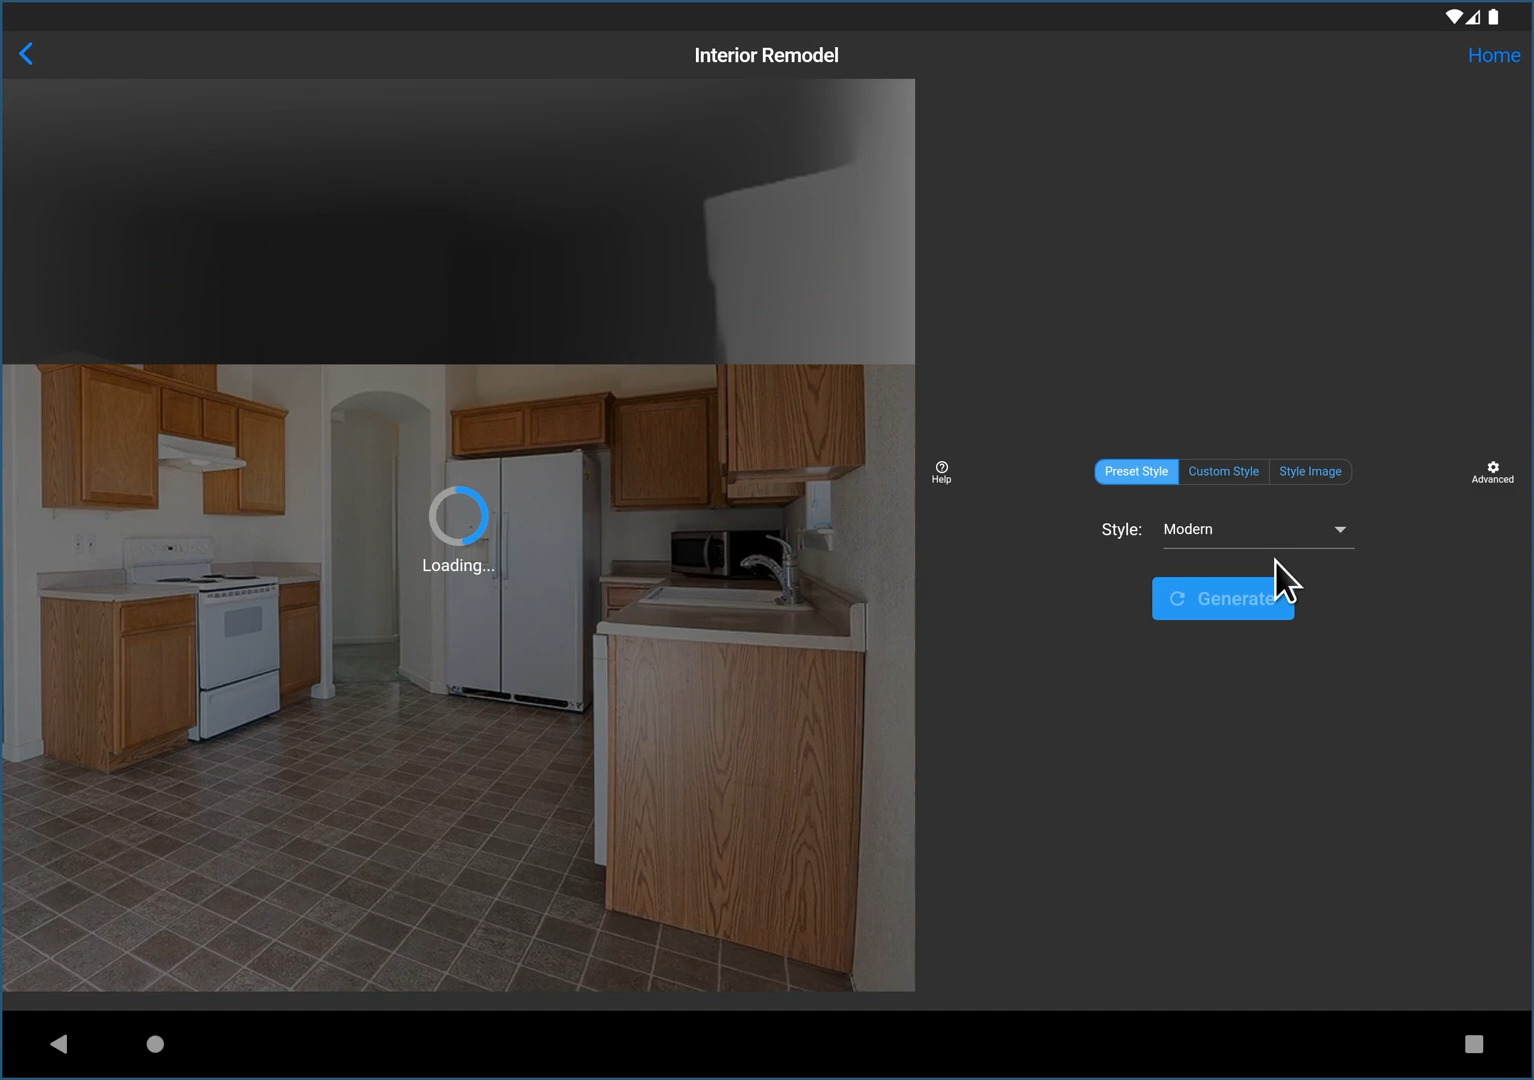 Interior Remodel
Home
Loading...
Help
Preset Style
Custom Style
Style Image
Advanced
Style:
Modern
Generate